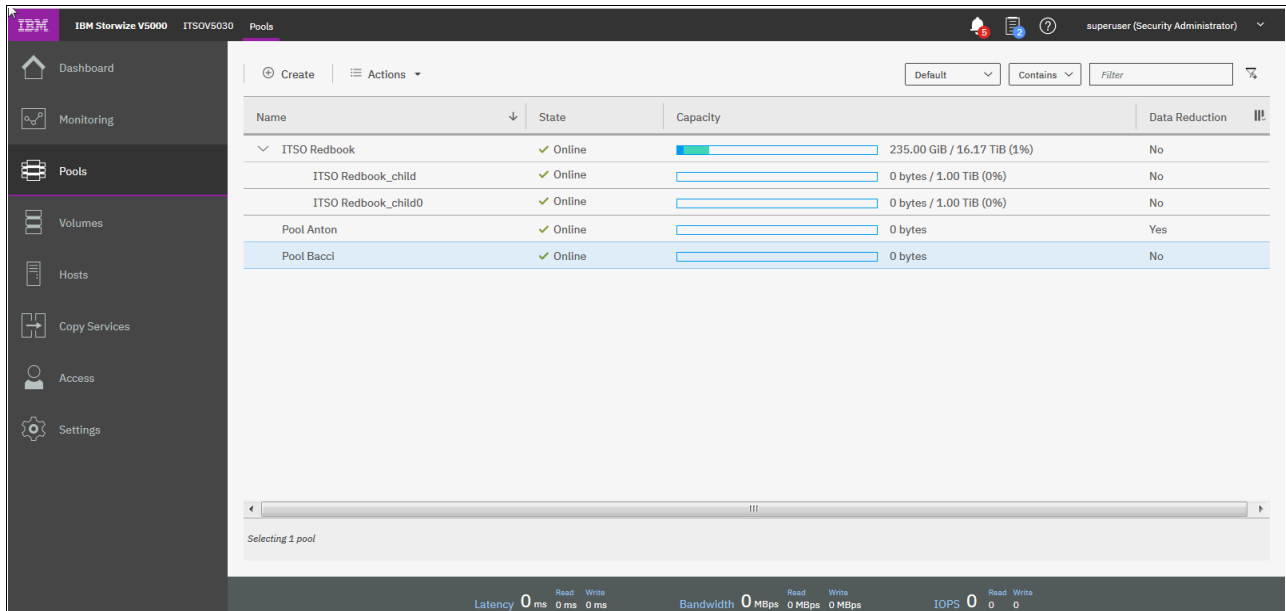 IBM IBM Storwize V5000 ITSOV5030 Pools 5 2 ? superuser (Security Administrator)
Dashboard
Monitoring
Pools
Volumes
Hosts
Copy Services
Access
Settings
Create Actions Default Contains Filter
Name State Capacity Data Reduction
ITSO Redbook Online 235.00 GiB / 16.17 TiB (1%) No
ITSO Redbook_child Online 0 bytes / 1.00 TiB (0%) No
ITSO Redbook_child0 Online 0 bytes / 1.00 TiB (0%) No
Pool Anton Online 0 bytes Yes
Pool Bacci Online 0 bytes No
Selecting 1 pool
Read Write Read Write Read Write
Latency 0 ms 0 ms 0 ms Bandwidth 0 MBps 0 MBps 0 MBps IOPS 0 0 0